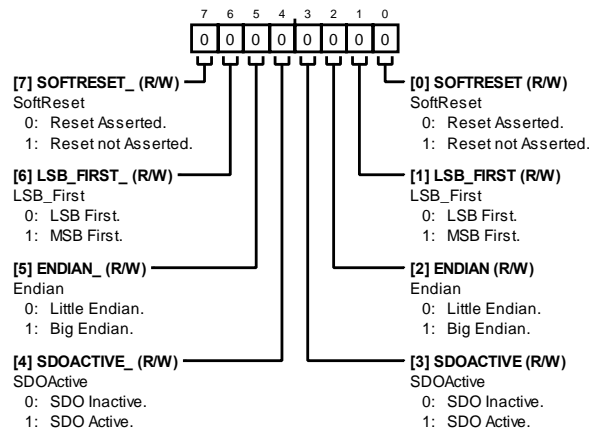 7 6 5 4 3 2 1 0
0 0 0 0 0 0 0 0
[7] SOFTRESET_ (R/W)
SoftReset
0: Reset Asserted.
1: Reset not Asserted.
[6] LSB_FIRST_ (R/W)
LSB_First
0: LSB First.
1: MSB First.
[5] ENDIAN_ (R/W)
Endian
0: Little Endian.
1: Big Endian.
[4] SDOACTIVE_ (R/W)
SDOActive
0: SDO Inactive.
1: SDO Active.
[0] SOFTRESET (R/W)
SoftReset
0: Reset Asserted.
1: Reset not Asserted.
[1] LSB_FIRST (R/W)
LSB_First
0: LSB First.
1: MSB First.
[2] ENDIAN (R/W)
Endian
0: Little Endian.
1: Big Endian.
[3] SDOACTIVE (R/W)
SDOActive
0: SDO Inactive.
1: SDO Active.